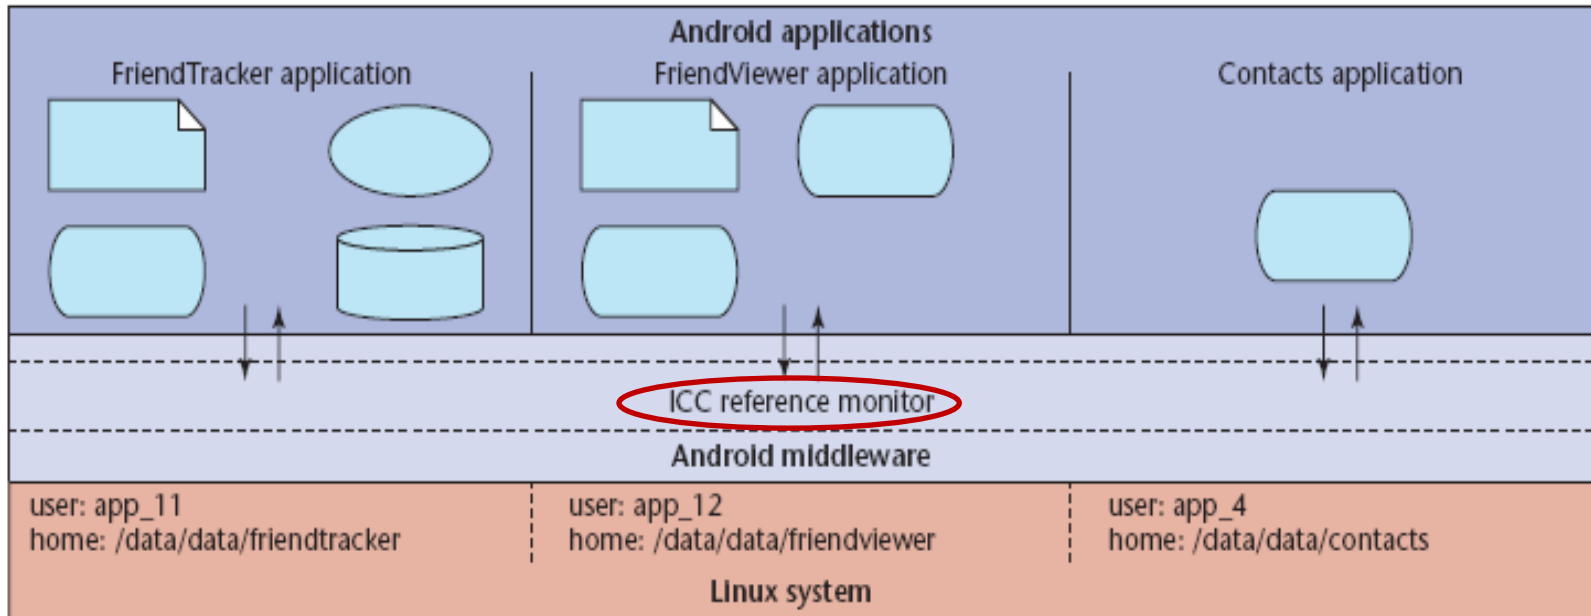 Android applications
FriendTracker application
FriendViewer application
Contacts application
ICC reference monitor
Android middleware
user: app_11
home: /data/data/friendtracker
user: app_12
home: /data/data/friendviewer
user: app_4
home: /data/data/contacts
Linux system